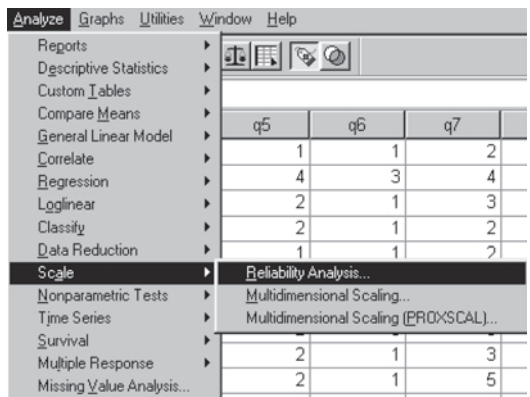 Analyze Graphs Utilities Window Help
Reports
Descriptive Statistics
Custom Tables
Compare Means
General Linear Model
Correlate
Regression
Loglinear
Classify
Data Reduction
Scale
Nonparametric Tests
Time Series
Survival
Multiple Response
Missing Value Analysis...
Reliability Analysis...
Multidimensional Scaling...
Multidimensional Scaling (PROXSCAL)...
q5 q6 q7
1 1 2
4 3 4
2 1 3
2 1 2
1 1 2
2 1 3
2 1 5